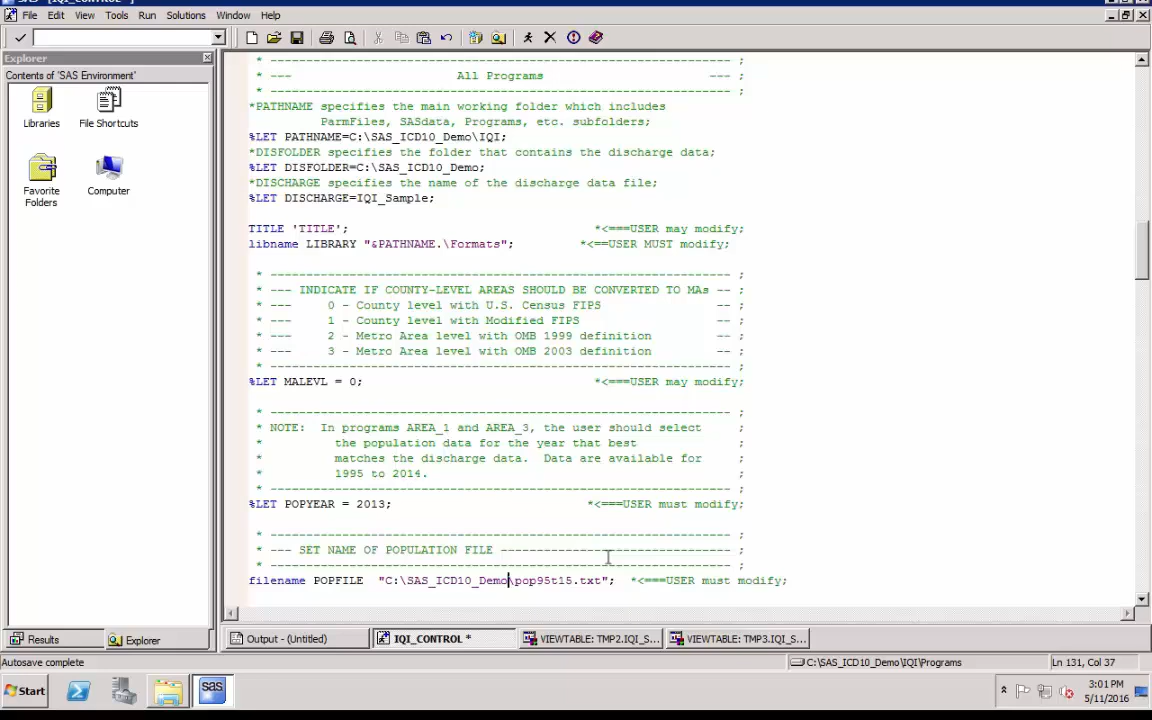 SAS - [IQI_CONTROL * ]
File Edit View Tools Run Solutions Window Help
Explorer
Contents of 'SAS Environment'
Libraries
File Shortcuts
Favorite
Folders
Computer
* ------------------------------------------------------------ ;
* --- All Programs --- ;
* ------------------------------------------------------------ ;
*PATHNAME specifies the main working folder which includes
ParmFiles, SASdata, Programs, etc. subfolders;
%LET PATHNAME=C:\SAS_ICD10_Demo\IQI;
*DISFOLDER specifies the folder that contains the discharge data;
%LET DISFOLDER=C:\SAS_ICD10_Demo;
*DISCHARGE specifies the name of the discharge data file;
%LET DISCHARGE=IQI_Sample;
TITLE 'TITLE'; *<===USER may modify;
libname LIBRARY "&PATHNAME.\Formats"; *<==USER MUST modify;
* ------------------------------------------------------------ ;
* --- INDICATE IF COUNTY-LEVEL AREAS SHOULD BE CONVERTED TO MAs -- ;
* --- 0 - County level with U.S. Census FIPS -- ;
* --- 1 - County level with Modified FIPS -- ;
* --- 2 - Metro Area level with OMB 1999 definition -- ;
* --- 3 - Metro Area level with OMB 2003 definition -- ;
* ------------------------------------------------------------ ;
%LET MALEVL = 0; *<===USER may modify;
* ------------------------------------------------------------ ;
* NOTE: In programs AREA_1 and AREA_3, the user should select ;
* the population data for the year that best ;
* matches the discharge data. Data are available for ;
* 1995 to 2014. ;
* ------------------------------------------------------------ ;
%LET POPYEAR = 2013; *<===USER must modify;
* ------------------------------------------------------------ ;
* --- SET NAME OF POPULATION FILE ------------------------------ ;
* ------------------------------------------------------------ ;
filename POPFILE "C:\SAS_ICD10_Demo\pop95t15.txt"; *<===USER must modify;
Results
Explorer
Output - (Untitled)
IQI_CONTROL *
VIEWTABLE: TMP2.IQI_S...
VIEWTABLE: TMP3.IQI_S...
Autosave complete
C:\SAS_ICD10_Demo\IQI\Programs
Ln 131, Col 37
Start
sas
3:01 PM
5/11/2016